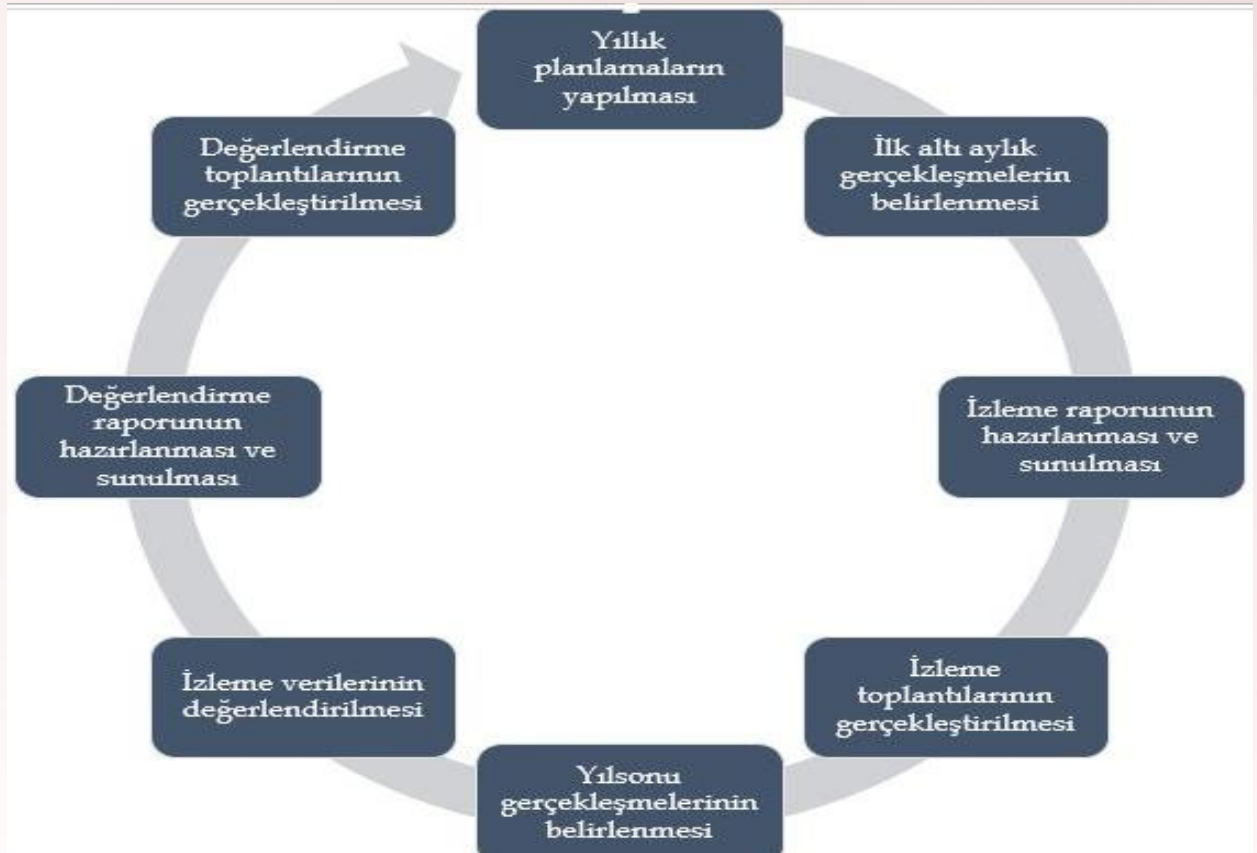 Yıllık
planlamaların
yapılması
İlk altı aylık
gerçekleşmelerin
belirlenmesi
İzleme raporunun
hazırlanması ve
sunulması
İzleme
toplantılarının
gerçekleştirilmesi
Yılsonu
gerçekleşmelerinin
belirlenmesi
İzleme verilerinin
değerlendirilmesi
Değerlendirme
raporunun
hazırlanması ve
sunulması
Değerlendirme
toplantılarının
gerçekleştirilmesi